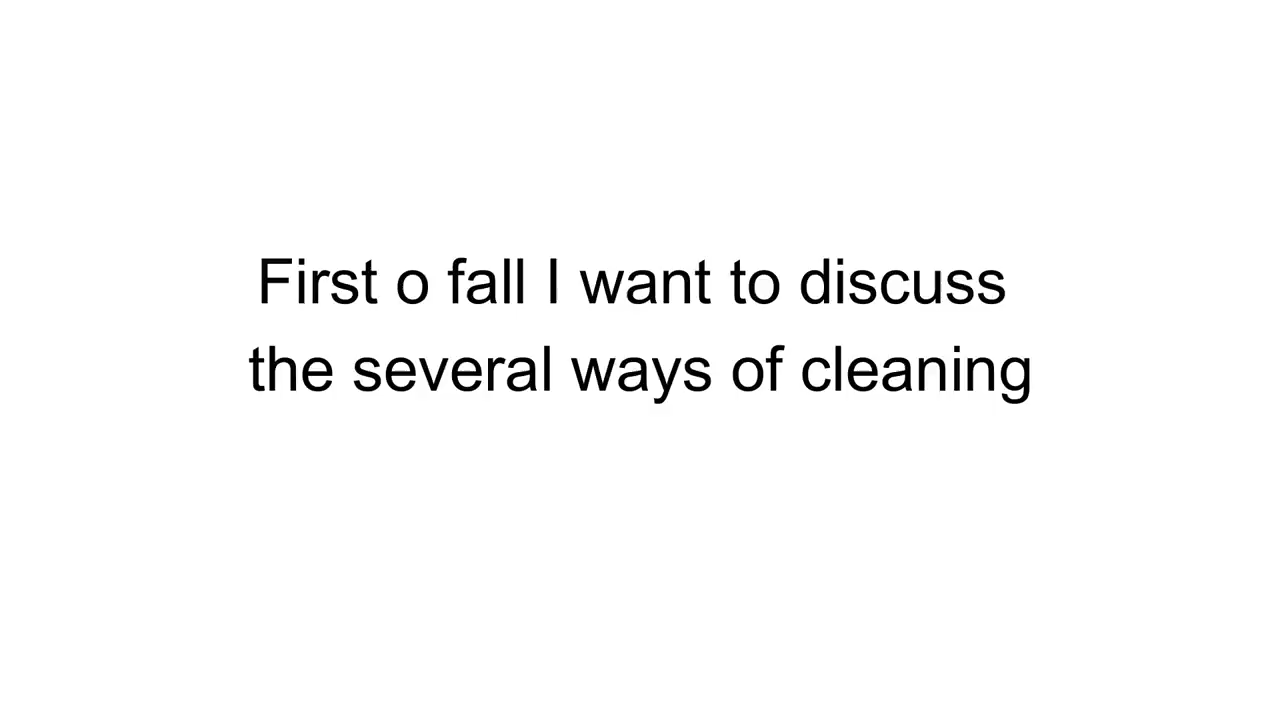 First o fall I want to discuss
the several ways of cleaning